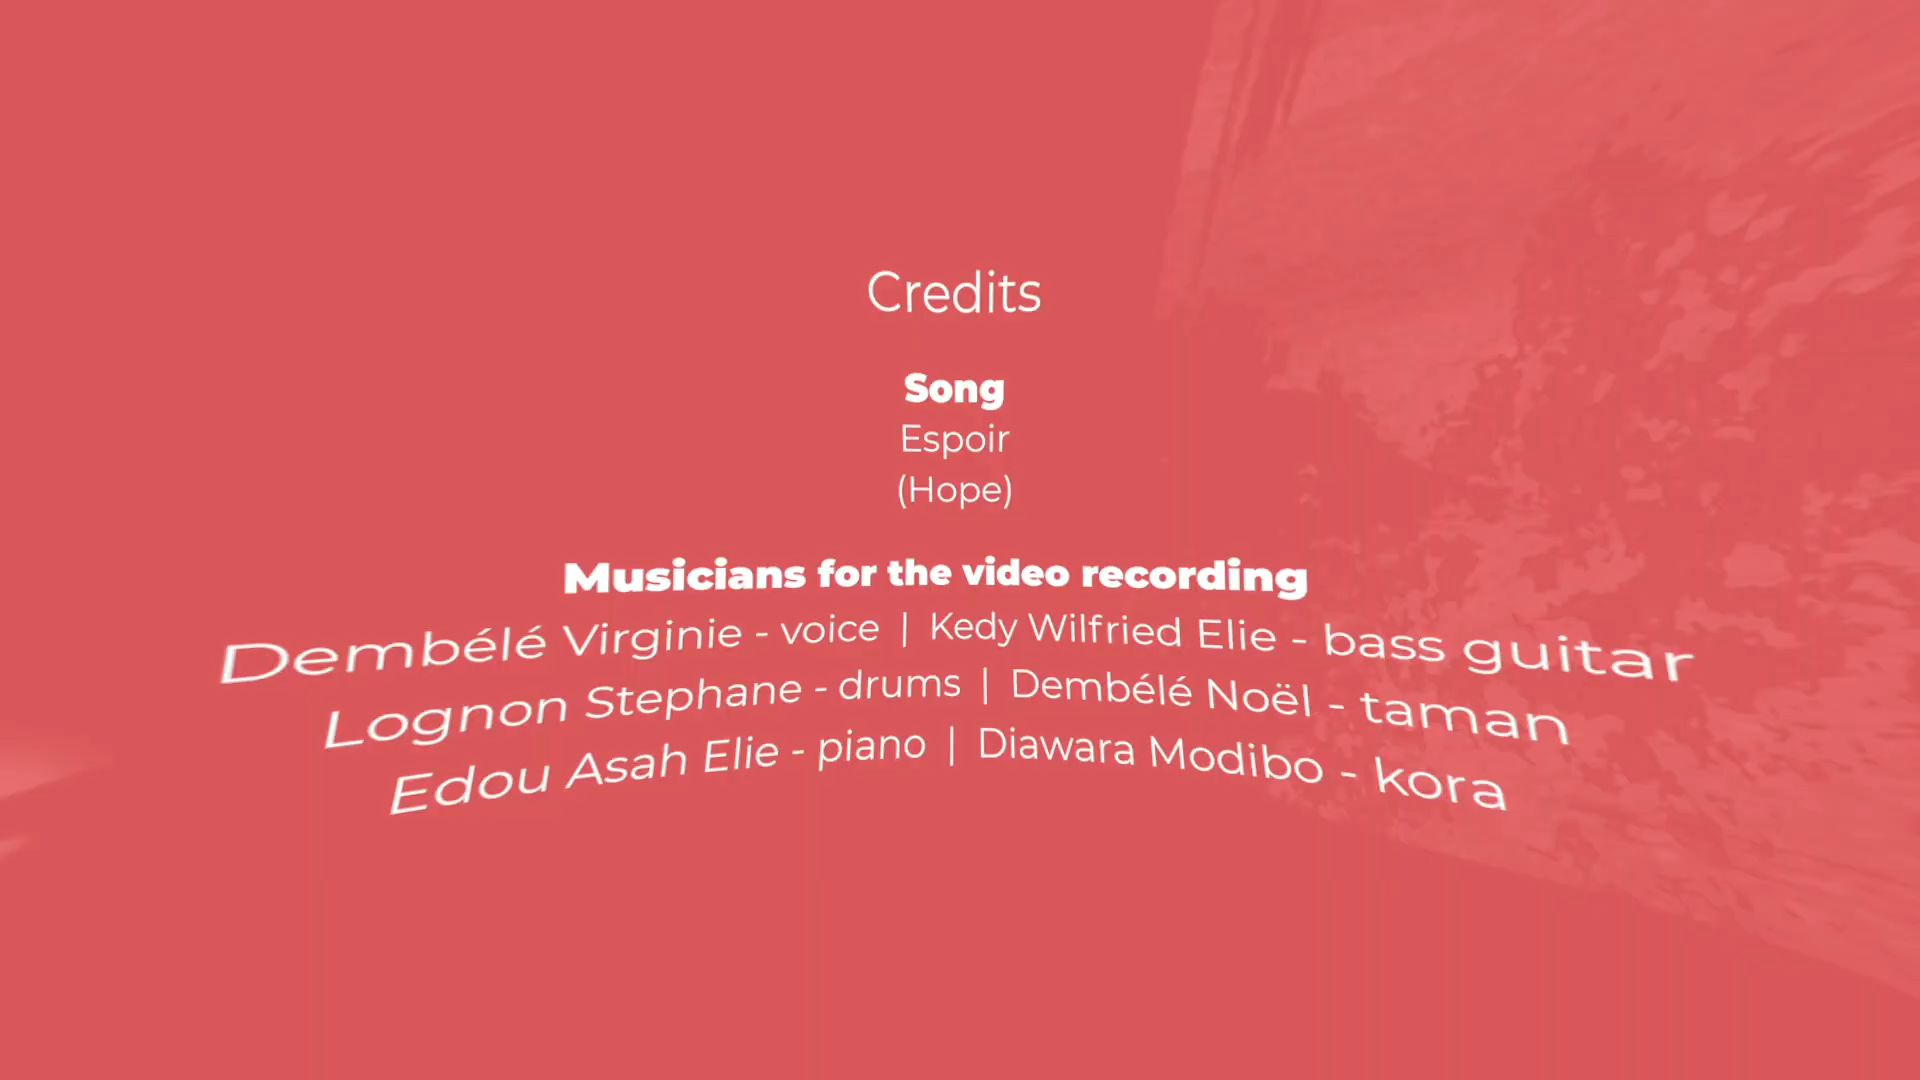 Credits
Song
Espoir
(Hope)
Musicians for the video recording
Dembélé Virginie - voice | Kedy Wilfried Elie - bass guitar
Lognon Stephane - drums | Dembélé Noël - taman
Edou Asah Elie - piano | Diawara Modibo - kora